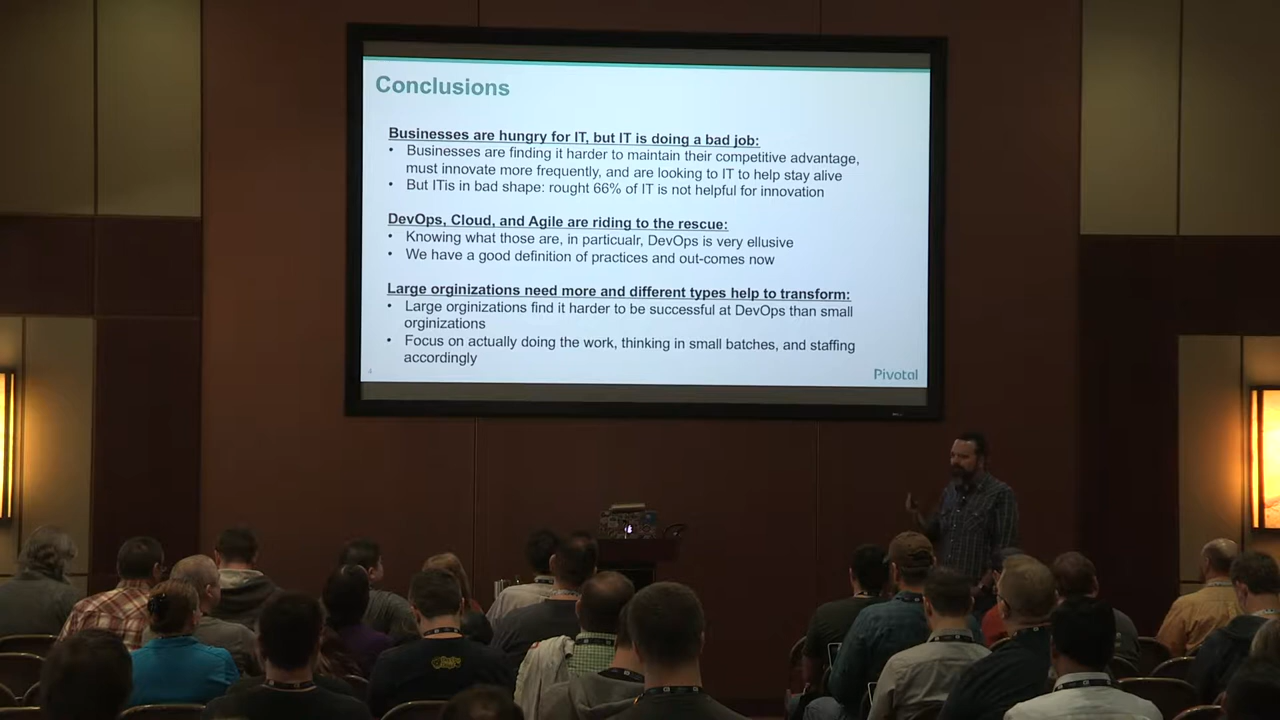 Conclusions
Businesses are hungry for IT, but IT is doing a bad job:
• Businesses are finding it harder to maintain their competitive advantage,
must innovate more frequently, and are looking to IT to help stay alive
• But ITis in bad shape: rought 66% of IT is not helpful for innovation
DevOps, Cloud, and Agile are riding to the rescue:
• Knowing what those are, in particualr, DevOps is very ellusive
• We have a good definition of practices and out-comes now
Large orginizations need more and different types help to transform:
• Large orginizations find it harder to be successful at DevOps than small
orginizations
• Focus on actually doing the work, thinking in small batches, and staffing
accordingly
4
Pivotal